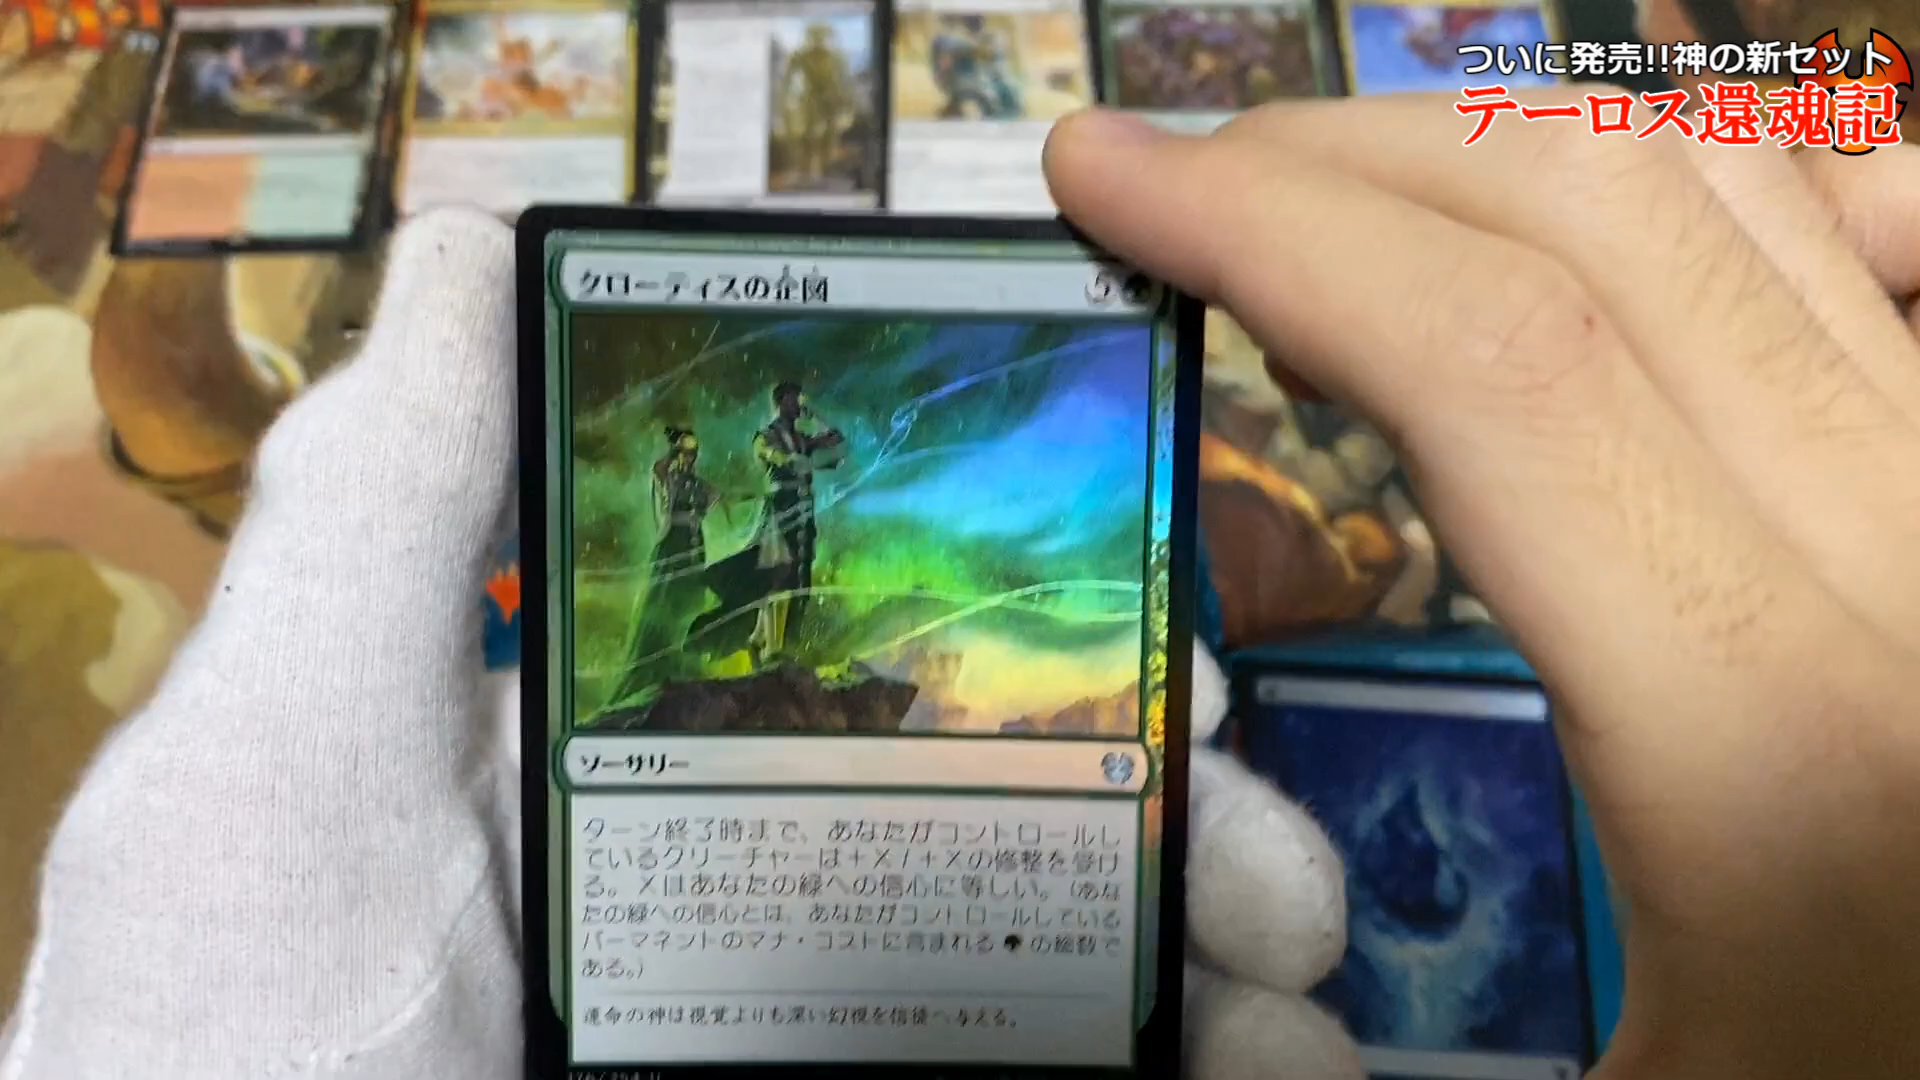 ついに発売!!神の新セット
テーロス還魂記
クローティスの企図
5
ソーサリー
ターン終了時まで、あなたがコントロールし
ているクリーチャーは+X/+Xの修整を受け
る。Xはあなたの緑への信心に等しい。(あな
たの緑への信心とは、あなたがコントロールしている
パーマネントのマナ・コストに含まれるの総数で
ある。)
運命の神は視覚よりも深い幻視を信徒へ与える。